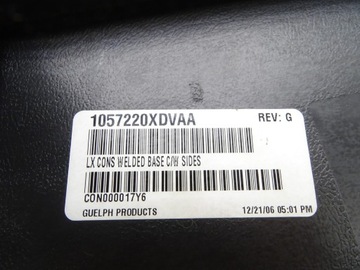 1057220XDVAA REV: G
LX CONS WELDED BASE C/W SIDES
CON000017Y6
GUELPH PRODUCTS 12/21/06 05:01 PM